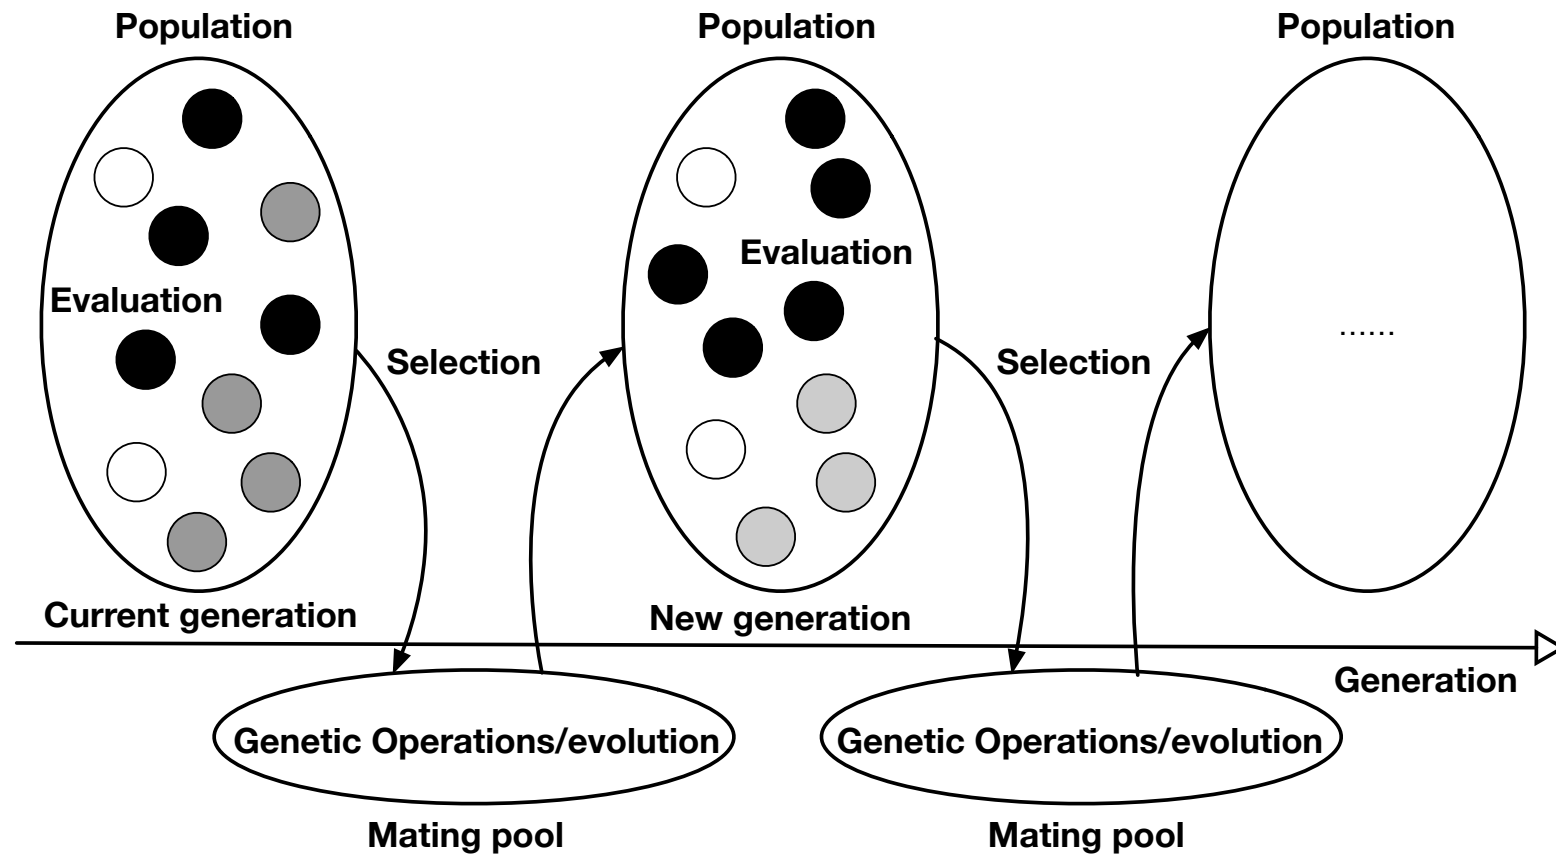 Population
Population
Population
Evaluation
Evaluation
Selection
Selection
......
Current generation
New generation
Generation
Genetic Operations/evolution
Genetic Operations/evolution
Mating pool
Mating pool